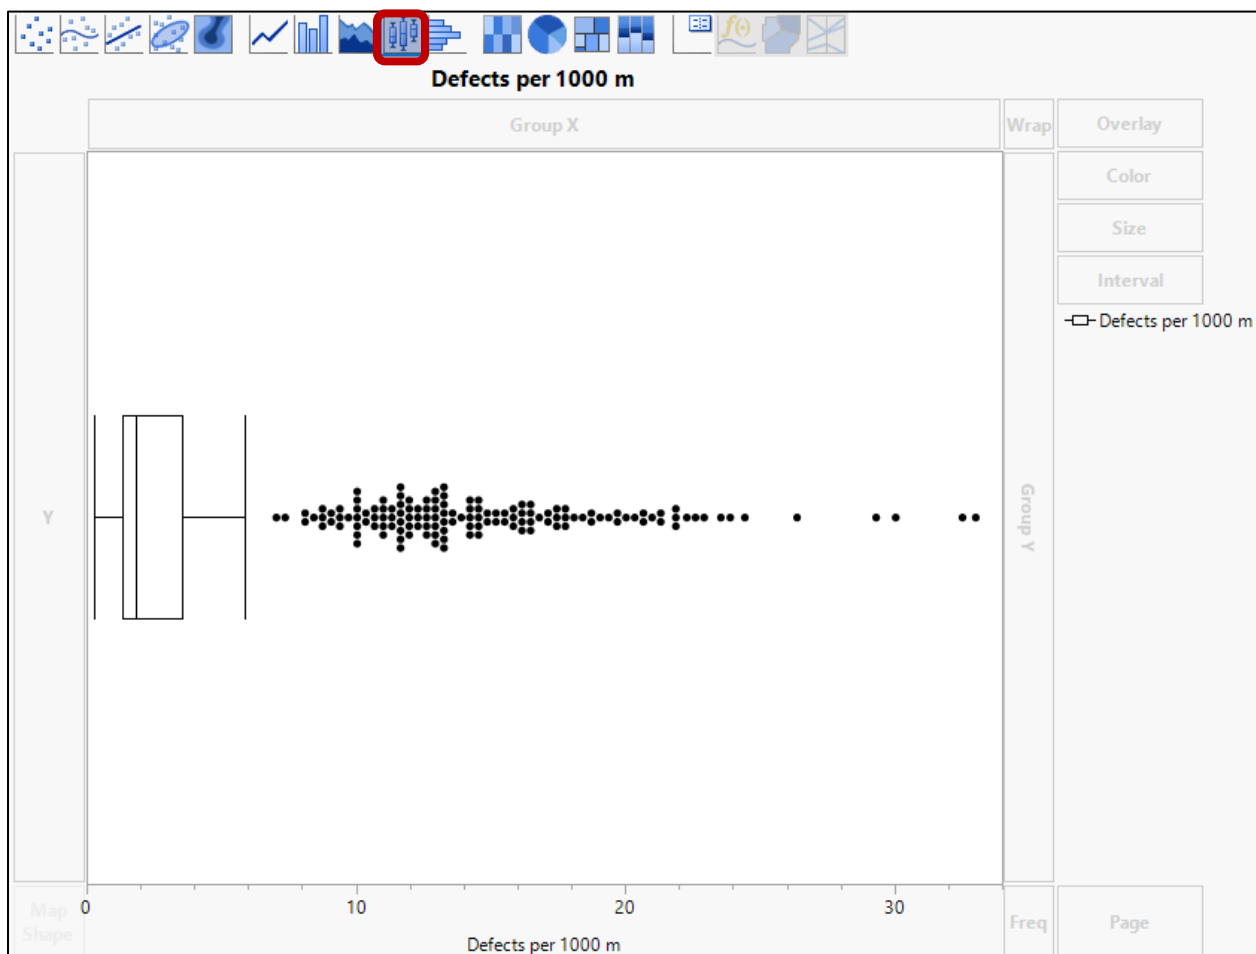 Defects per 1000 m
Group X
Wrap
Overlay
Color
Size
Interval
Defects per 1000 m
Y
Group Y
0
10
20
30
Map
Shape
Defects per 1000 m
Freq
Page